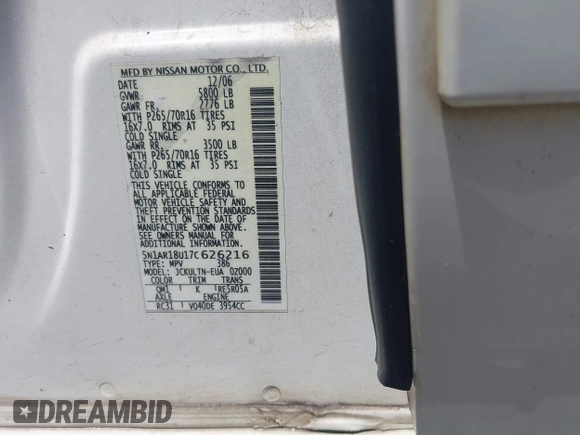 MFD BY NISSAN MOTOR CO., LTD.
DATE 12/06
GVWR 5800 LB
GAWR FR. 2776 LB
WITH P265/70R16 TIRES
16X7.0 RIMS AT 35 PSI
COLD SINGLE
GAWR RR. 3500 LB
WITH P265/70R16 TIRES
16X7.0 RIMS AT 35 PSI
COLD SINGLE
THIS VEHICLE CONFORMS TO
ALL APPLICABLE FEDERAL
MOTOR VEHICLE SAFETY AND
THEFT PREVENTION STANDARDS
IN EFFECT ON THE DATE OF
MANUFACTURE SHOWN ABOVE.
SEE OWNERS MANUAL FOR
ADDITIONAL INFORMATION
5N1AR18U17C626216
TYPE: MPV 386
MODEL: JCKULTN-EUA 0Z000
COLOR TRIM TRANS
QM1 K RE5R05A
AXLE ENGINE
RC31 VQ40DE 3954CC
DREAMBID